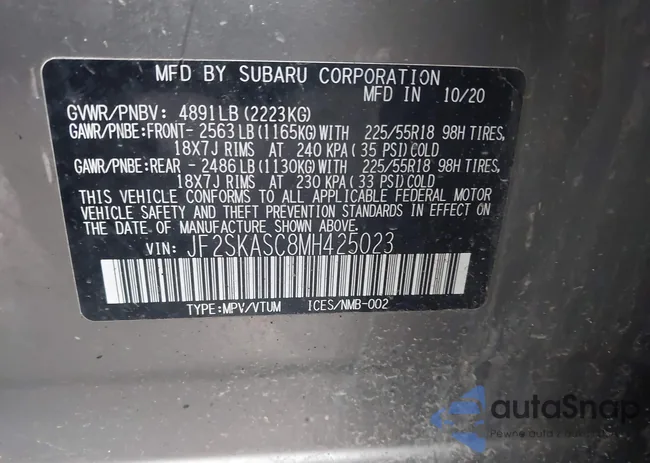 MFD BY SUBARU CORPORATION
MFD IN 10/20
GVWR/PNBV: 4891LB (2223KG)
GAWR/PNBE:FRONT- 2563 LB (1165KG) WITH 225/55R18 98H TIRES,
18X7J RIMS AT 240 KPA ( 35 PSI) COLD
GAWR/PNBE:REAR - 2486 LB (1130KG) WITH 225/55R18 98H TIRES,
18X7J RIMS AT 230 KPA ( 33 PSI) COLD
THIS VEHICLE CONFORMS TO ALL APPLICABLE FEDERAL MOTOR
VEHICLE SAFETY AND THEFT PREVENTION STANDARDS IN EFFECT ON
THE DATE OF MANUFACTURE SHOWN ABOVE.
VIN: JF2SKASC8MH425023
TYPE:MPV/VTUM ICES/NMB-002
autaSnap
Pewne auta